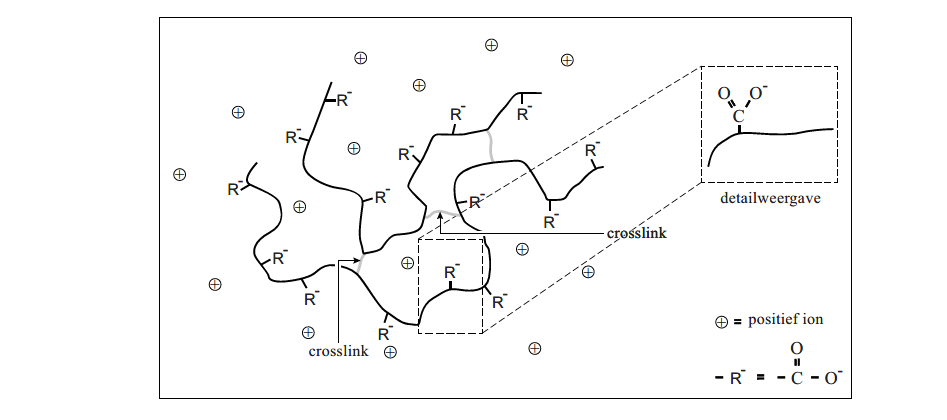 R⁻
R⁻
R⁻
R⁻
R⁻
O O⁻
C
R⁻
R⁻
R⁻
R⁻
R⁻
detailweergave
crosslink
R⁻
R⁻
R⁻
R⁻
R⁻
⊕ = positief ion
crosslink
O
- R⁻ = - C - O⁻